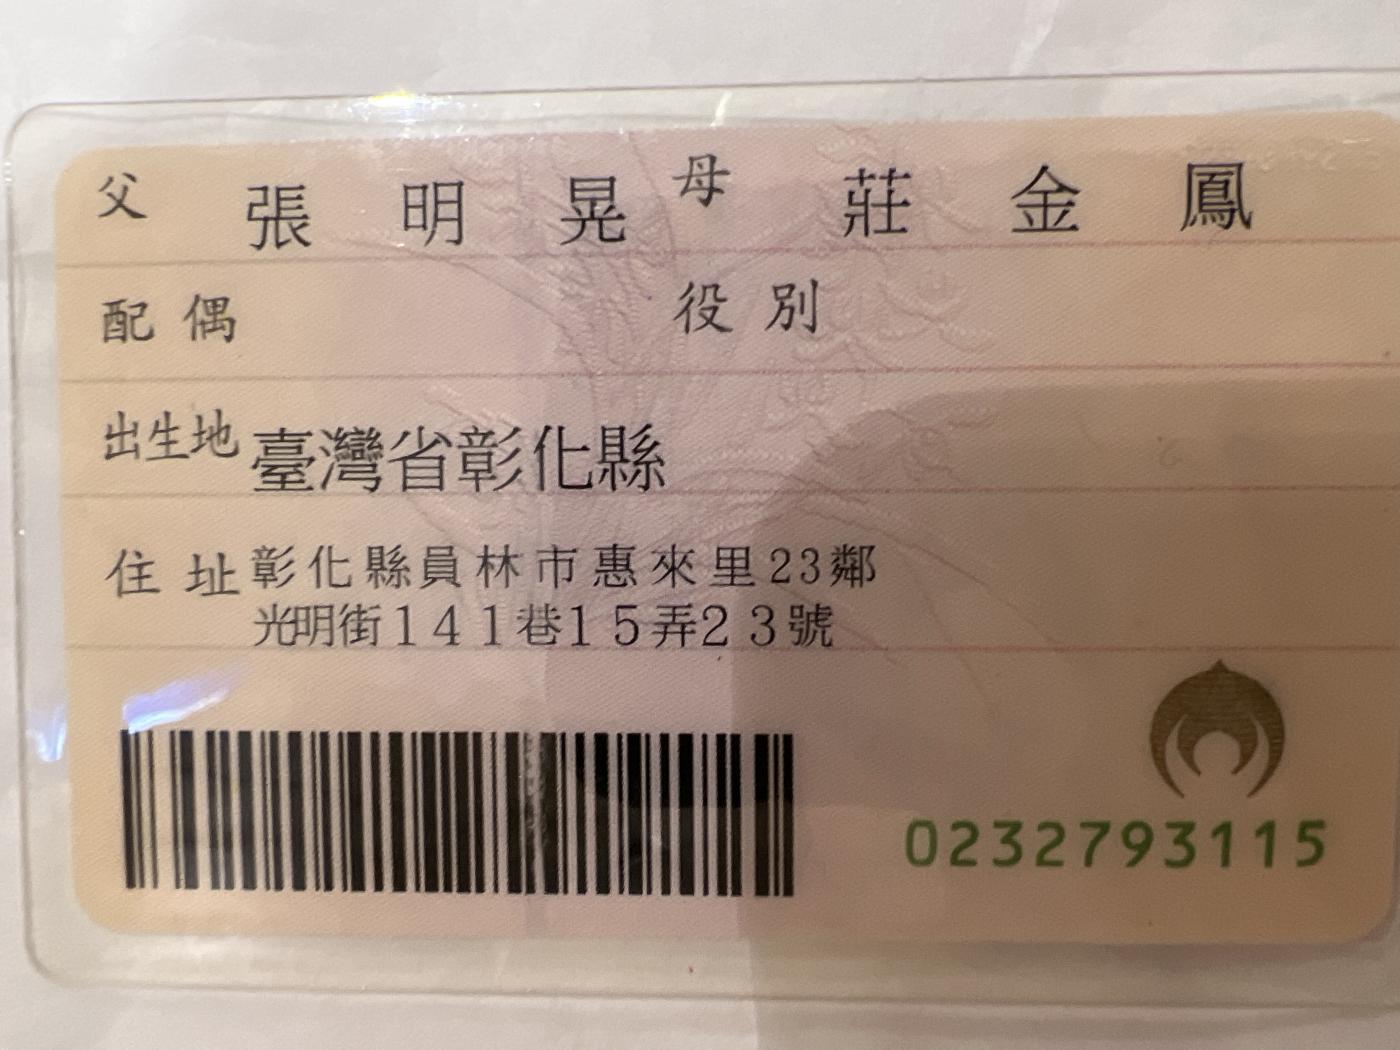 父 張明晃 母 莊金鳳
配偶 役別
出生地 臺灣省彰化縣
住址 彰化縣員林市惠來里23鄰
光明街141巷15弄23號
0232793115